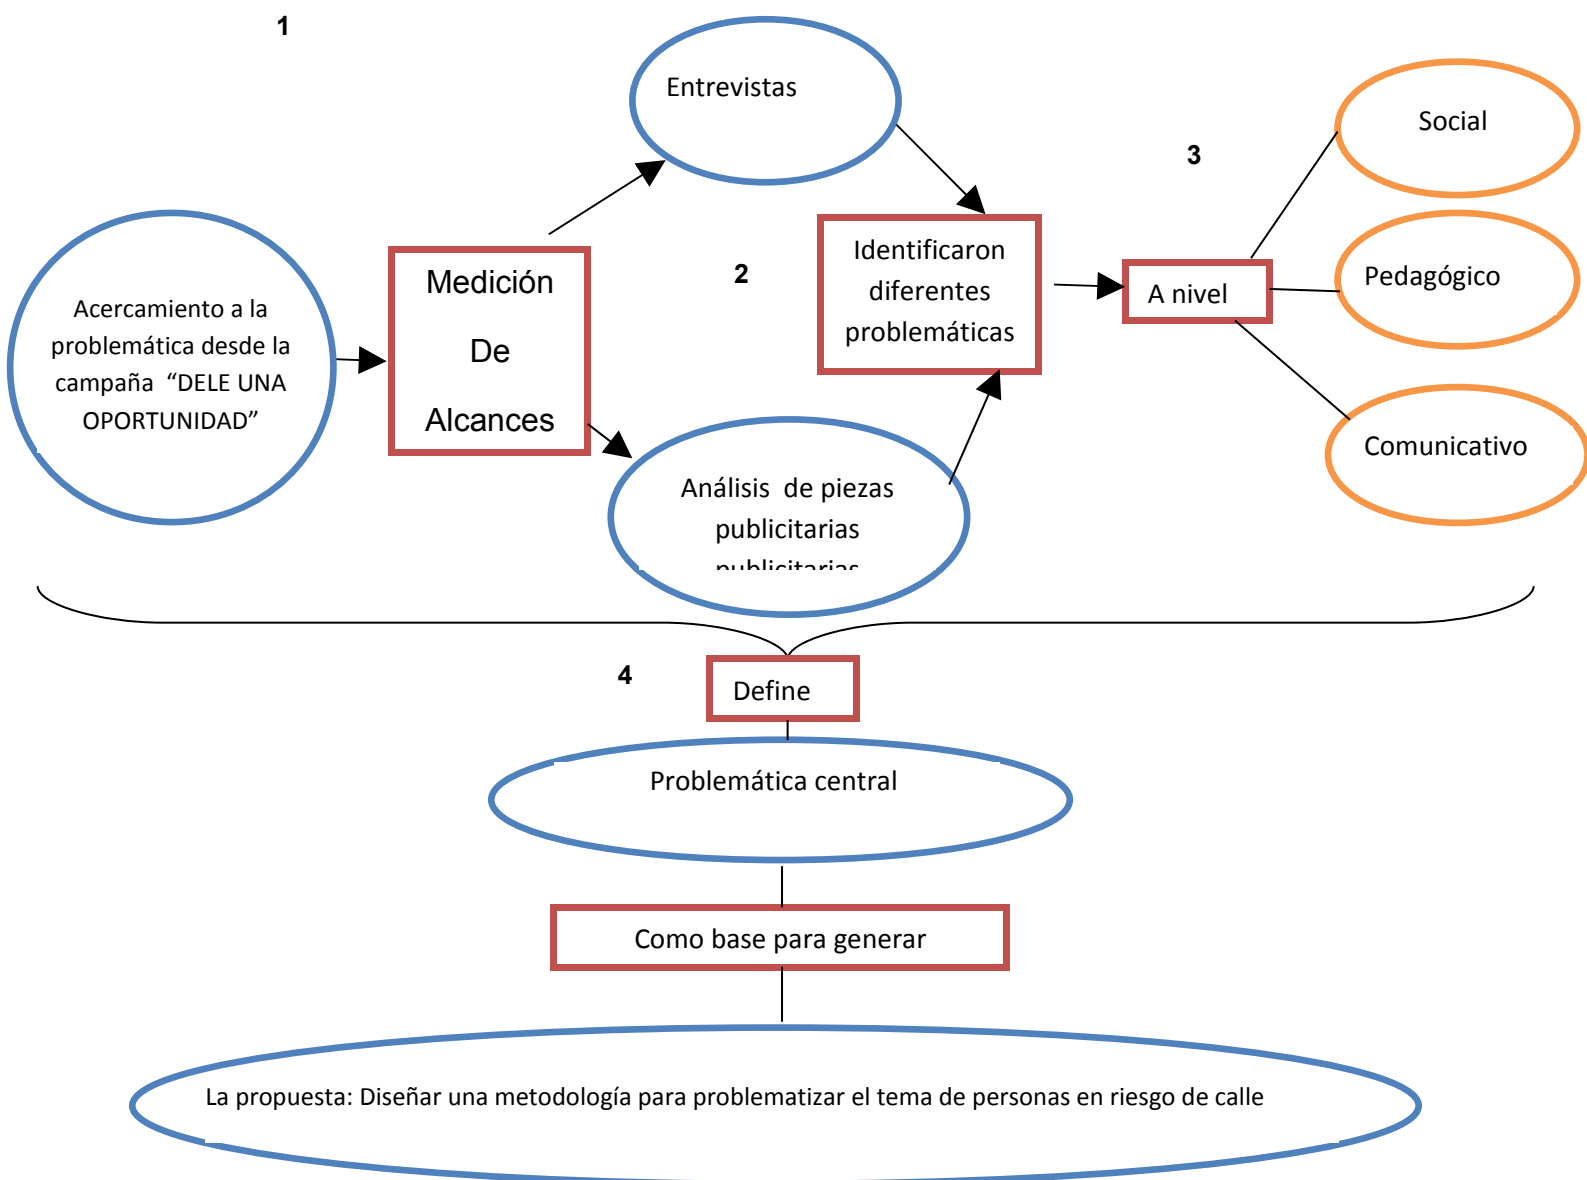 1
Entrevistas
Social
3
Acercamiento a la
problemática desde la
campaña “DELE UNA
OPORTUNIDAD”
Medición
De
Alcances
2
Identificaron
diferentes
problemáticas
A nivel
Pedagógico
Comunicativo
Análisis de piezas
publicitarias
publicitarias
4
Define
Problemática central
Como base para generar
La propuesta: Diseñar una metodología para problematizar el tema de personas en riesgo de calle